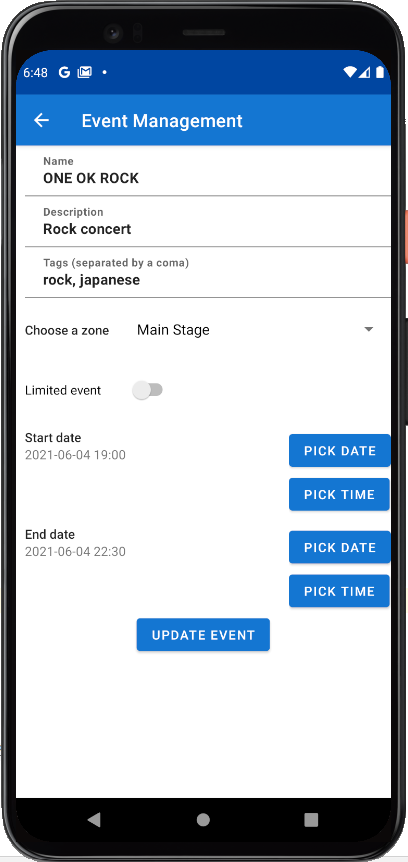 6:48 G
Event Management
Name
ONE OK ROCK
Description
Rock concert
Tags (separated by a coma)
rock, japanese
Choose a zone Main Stage
Limited event
Start date
2021-06-04 19:00
PICK DATE
PICK TIME
End date
2021-06-04 22:30
PICK DATE
PICK TIME
UPDATE EVENT